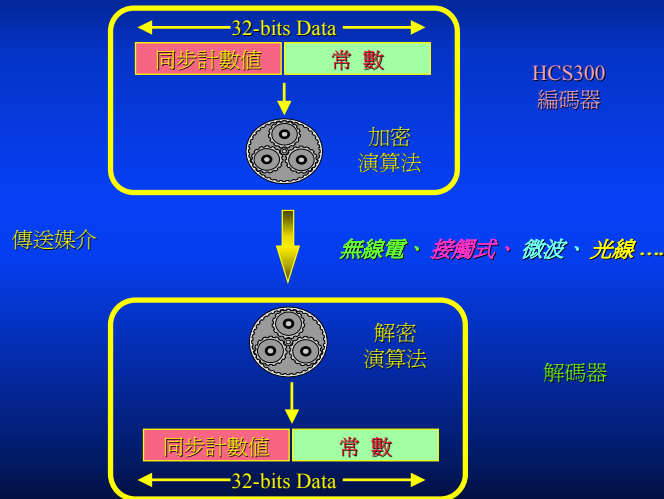 32-bits Data
同步計數值 常 數
HCS300
編碼器
加密
演算法
傳送媒介
無線電、接觸式、微波、光線 ....
解密
演算法
解碼器
同步計數值 常 數
32-bits Data